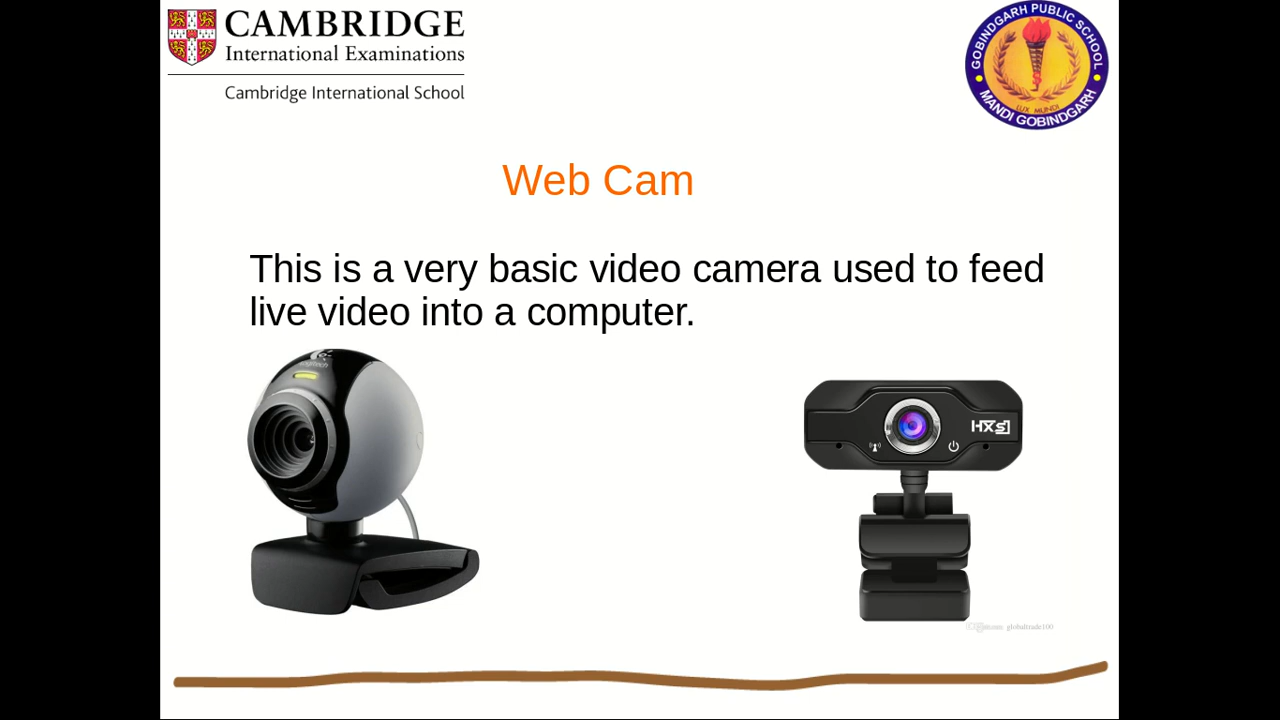 CAMBRIDGE
International Examinations
Cambridge International School
GOBINDGARH PUBLIC SCHOOL
LUX MUNDI
MANDI GOBINDGARH
Web Cam
This is a very basic video camera used to feed
live video into a computer.
HXSJ
globaltrade100